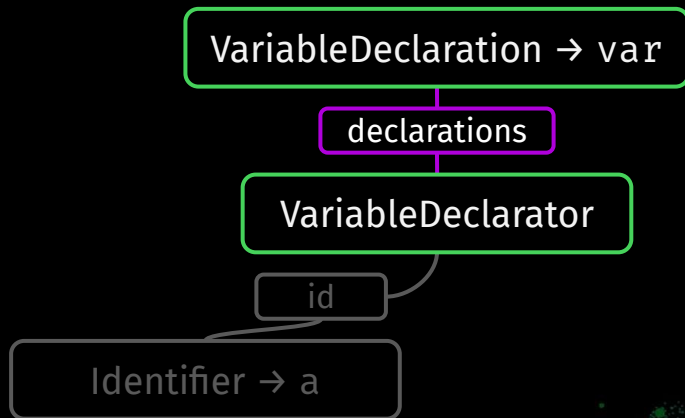 VariableDeclaration → var
declarations
VariableDeclarator
id
Identifier → a